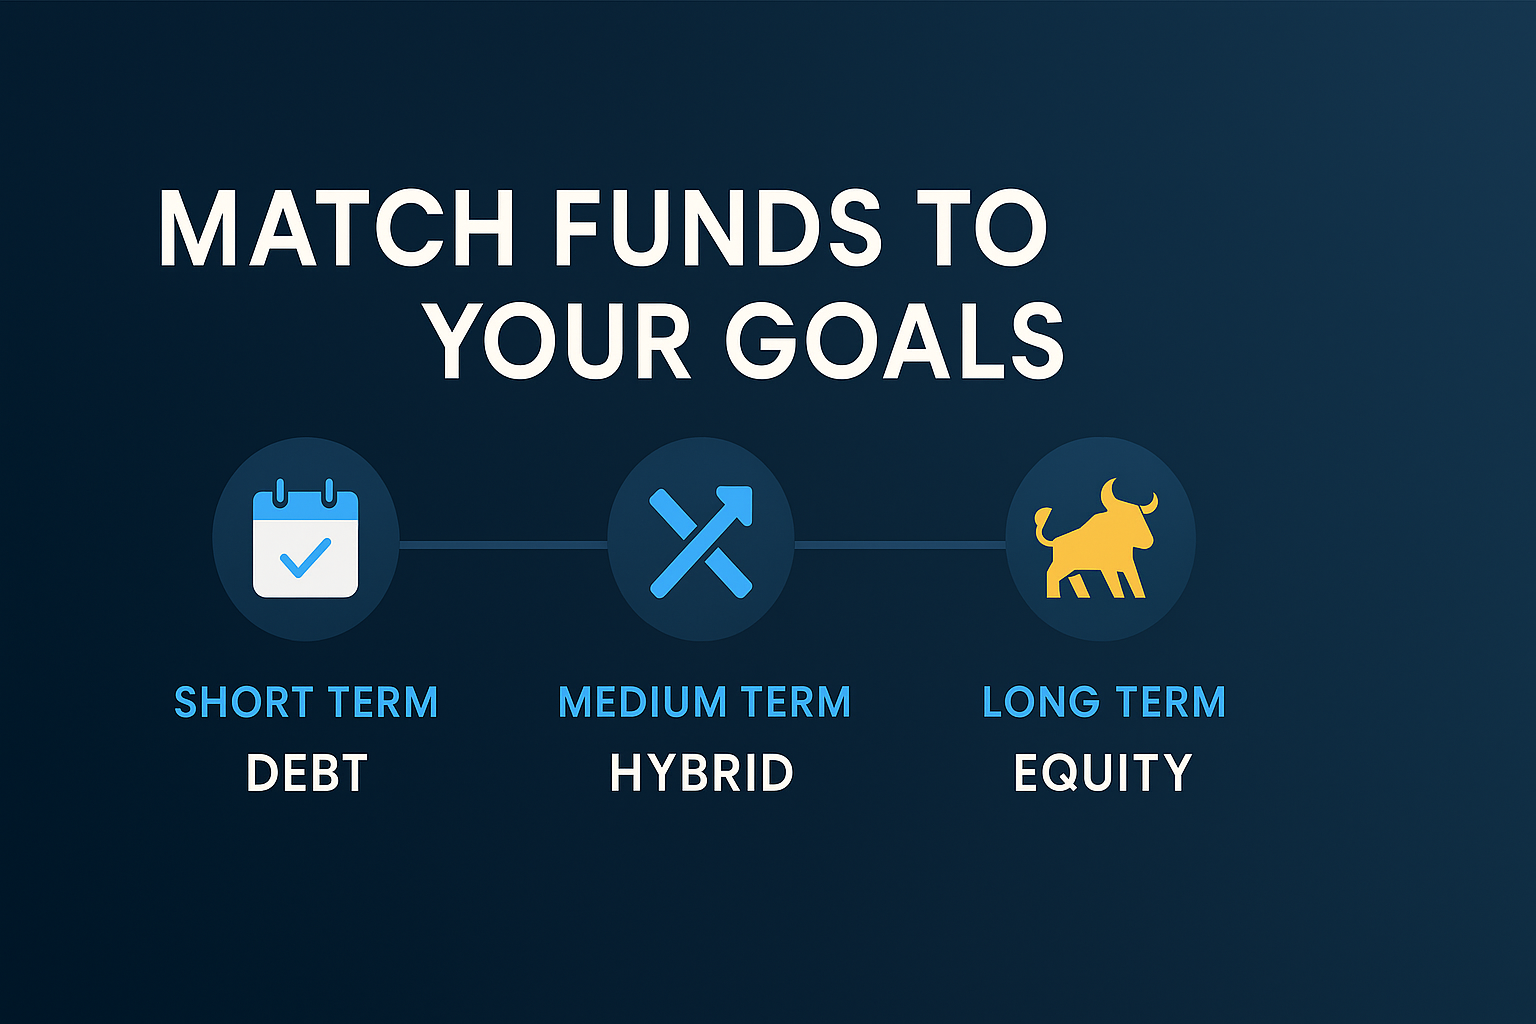 MATCH FUNDS TO
YOUR GOALS
SHORT TERM
DEBT
MEDIUM TERM
HYBRID
LONG TERM
EQUITY